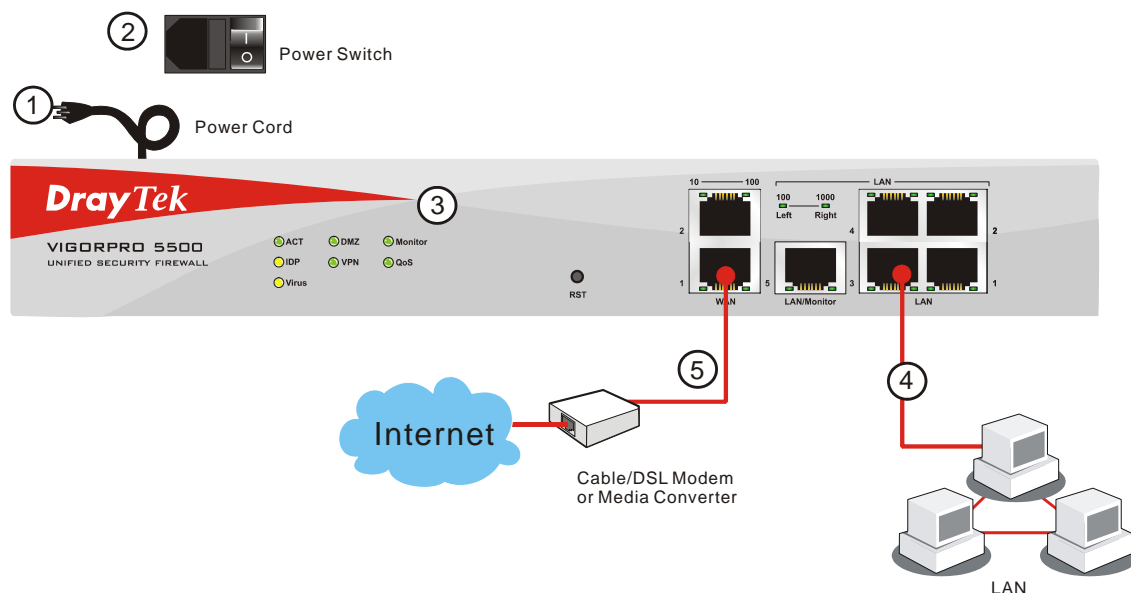 2
I
O
Power Switch
1
Power Cord
DrayTek
3
VIGORPRO 5500
UNIFIED SECURITY FIREWALL
ACT DMZ Monitor
IDP VPN QoS
Virus
RST
10 100
2
1
WAN
100 1000
Left Right
5
LAN/Monitor
LAN
4 2
3 1
LAN
5
4
Internet
Cable/DSL Modem
or Media Converter
LAN